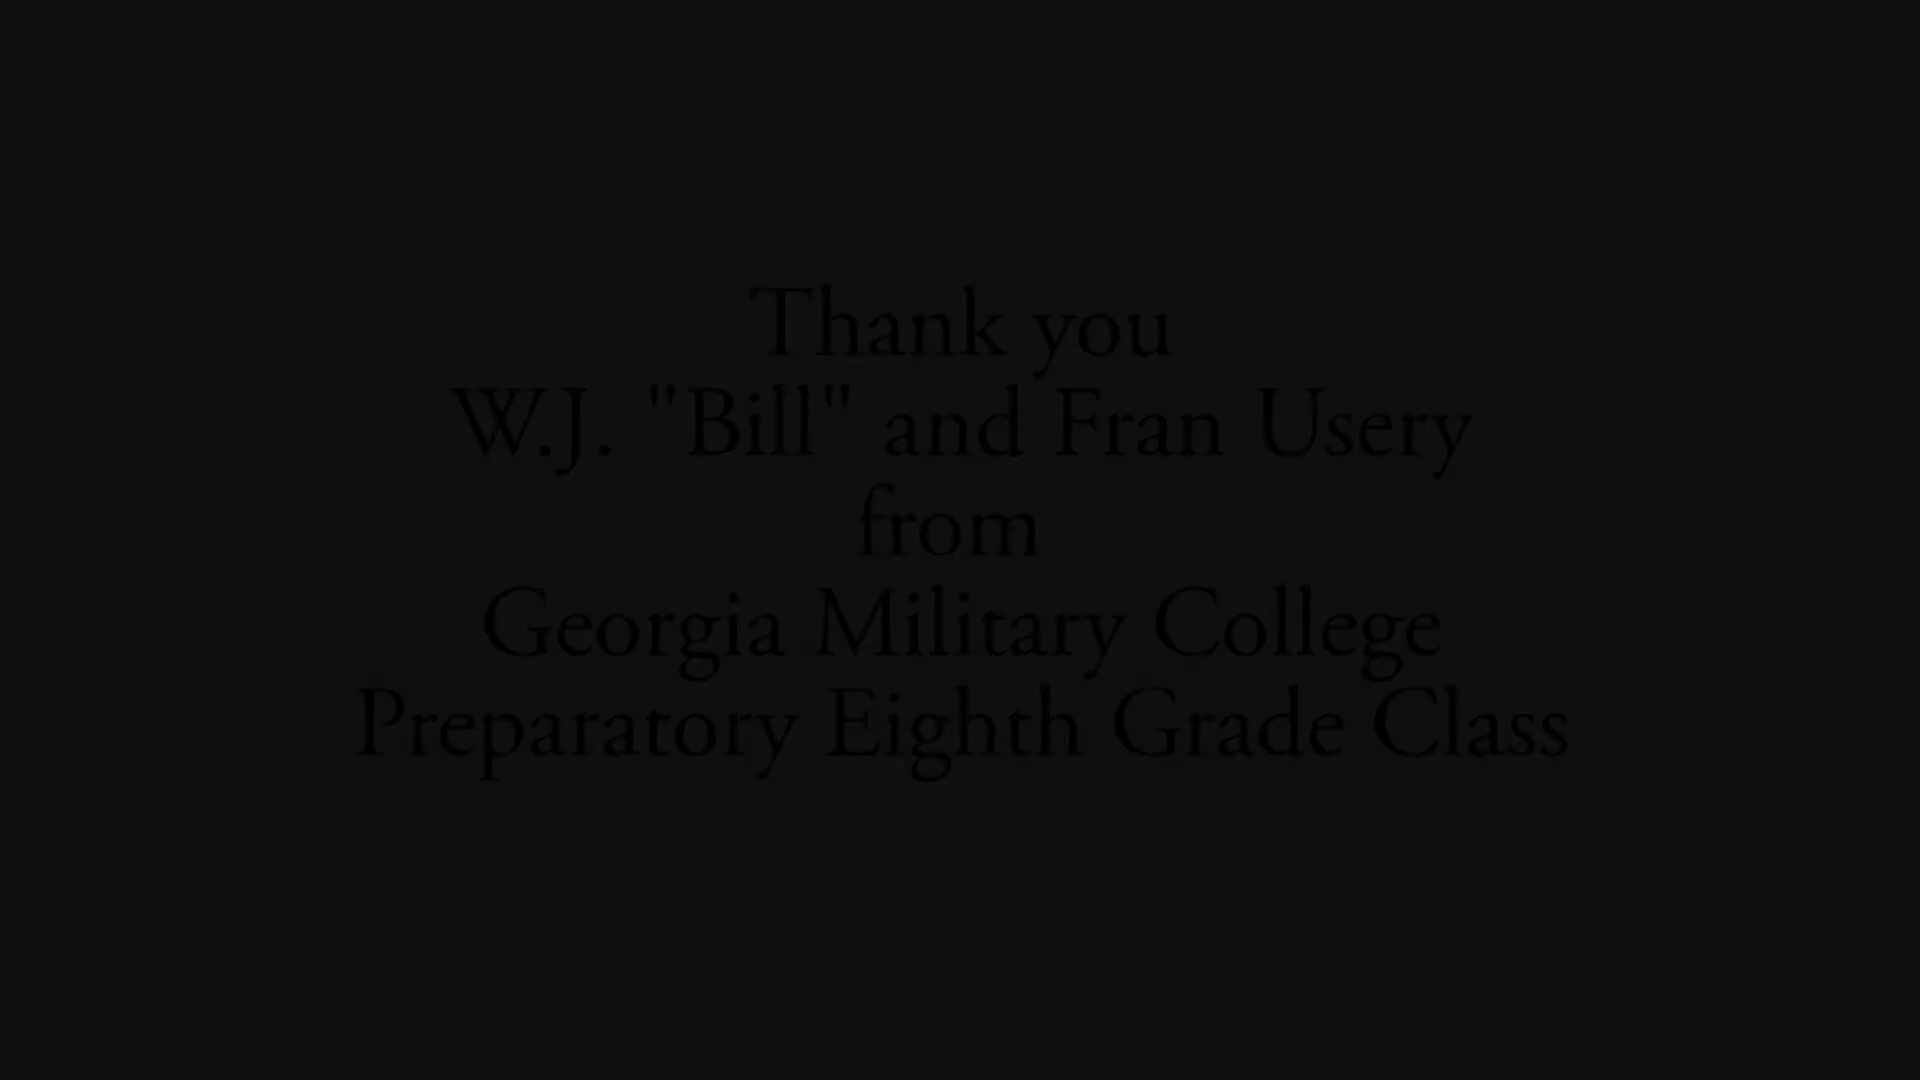 Thank you
W.J. "Bill" and Fran Usery
from
Georgia Military College
Preparatory Eighth Grade Class